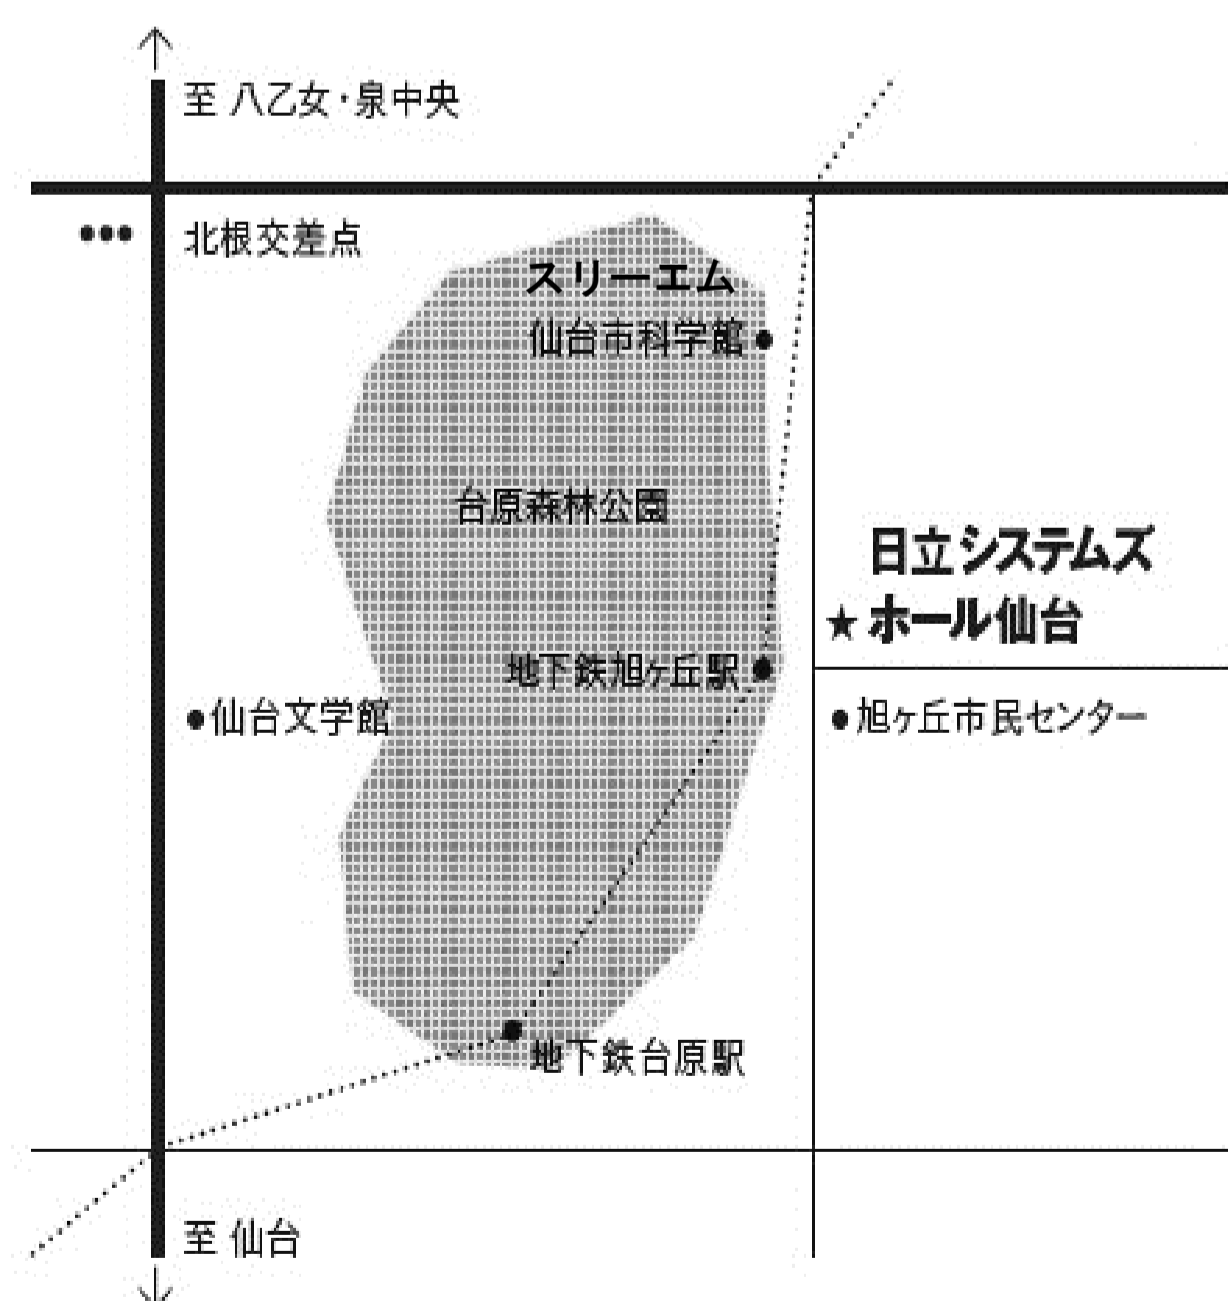 至 八乙女・泉中央
北根交差点
スリーエム
仙台市科学館
台原森林公園
日立システムズ
★ホール仙台
地下鉄旭ヶ丘駅
仙台文学館
旭ヶ丘市民センター
地下鉄台原駅
至 仙台